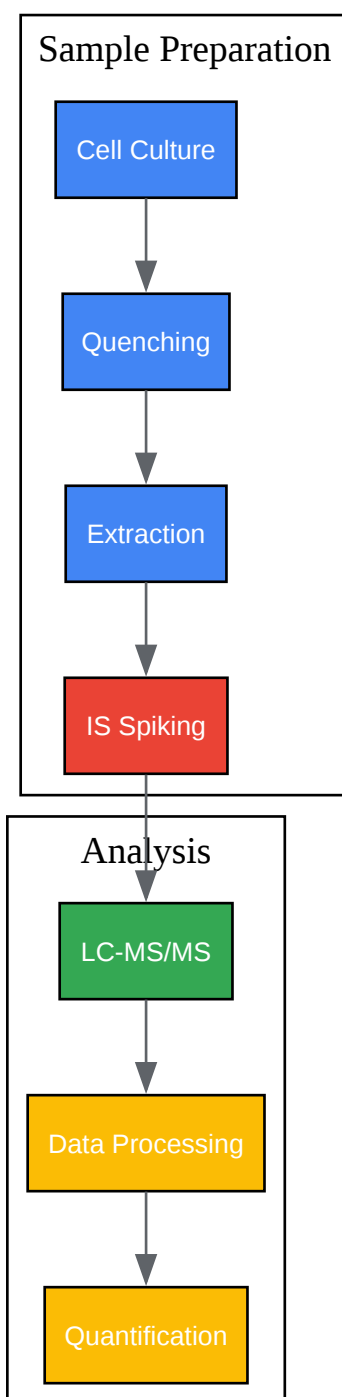 Sample Preparation
Cell Culture
Quenching
Extraction
IS Spiking
Analysis
LC-MS/MS
Data Processing
Quantification